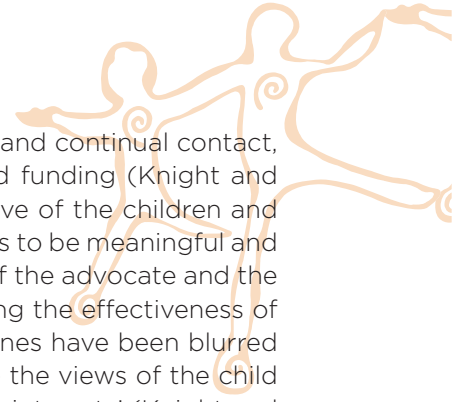 and continual contact,
d funding (Knight and
ve of the children and
s to be meaningful and
f the advocate and the
ng the effectiveness of
nes have been blurred
the views of the child